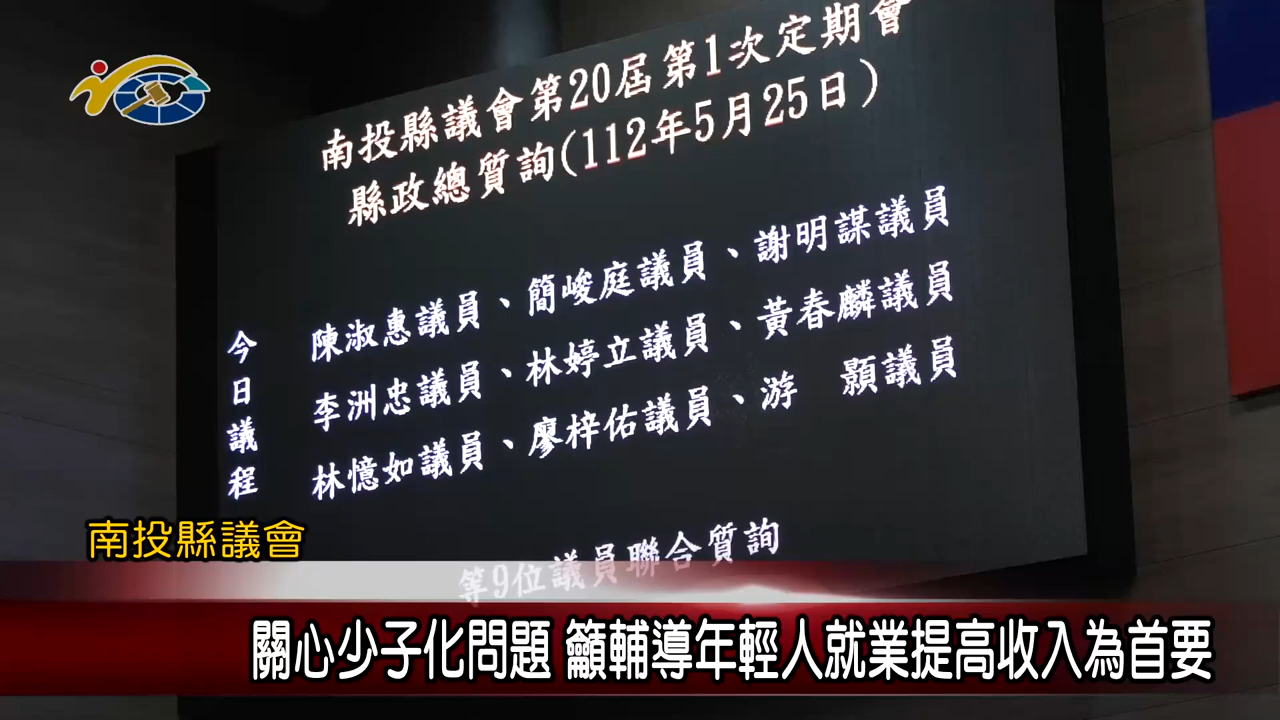 南投縣議會第20屆第1次定期會
縣政總質詢(112年5月25日)
今日議程
陳淑惠議員、簡峻庭議員、謝明謀議員
李洲忠議員、林婷立議員、黃春麟議員
林憶如議員、廖梓佑議員、游 顥議員
等9位議員聯合質詢
南投縣議會
關心少子化問題 籲輔導年輕人就業提高收入為首要